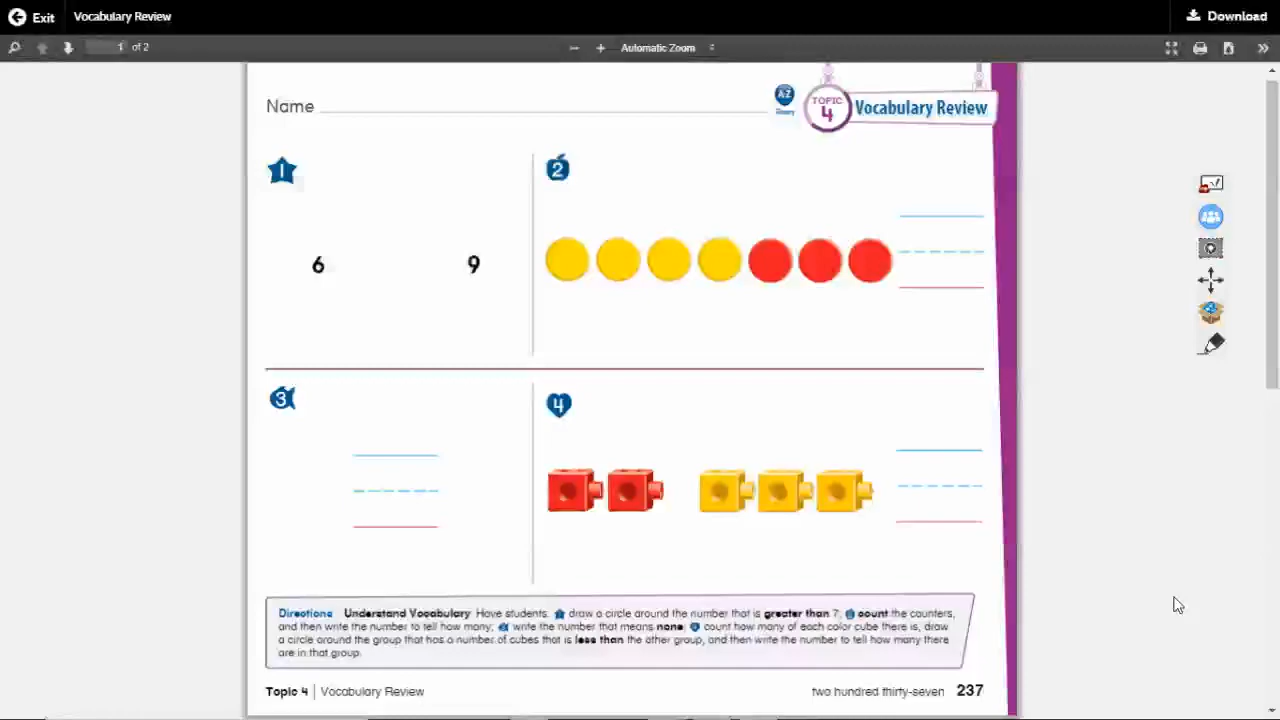 Exit Vocabulary Review Download
1 of 2 Automatic Zoom
Name
A-Z
TOPIC 4 Vocabulary Review
1
6 9
2
3
4
Directions Understand Vocabulary Have students: draw a circle around the number that is greater than 7; count the counters,
and then write the number to tell how many; write the number that means none; count how many of each color cube there is, draw
a circle around the group that has a number of cubes that is less than the other group, and then write the number to tell how many there
are in that group.
Topic 4 | Vocabulary Review two hundred thirty-seven 237